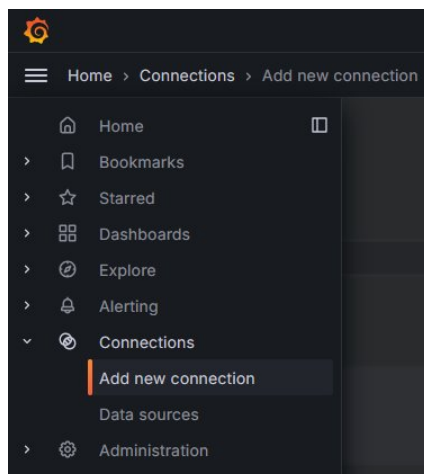 Home › Connections › Add new connection
Home
Bookmarks
Starred
Dashboards
Explore
Alerting
Connections
Add new connection
Data sources
Administration